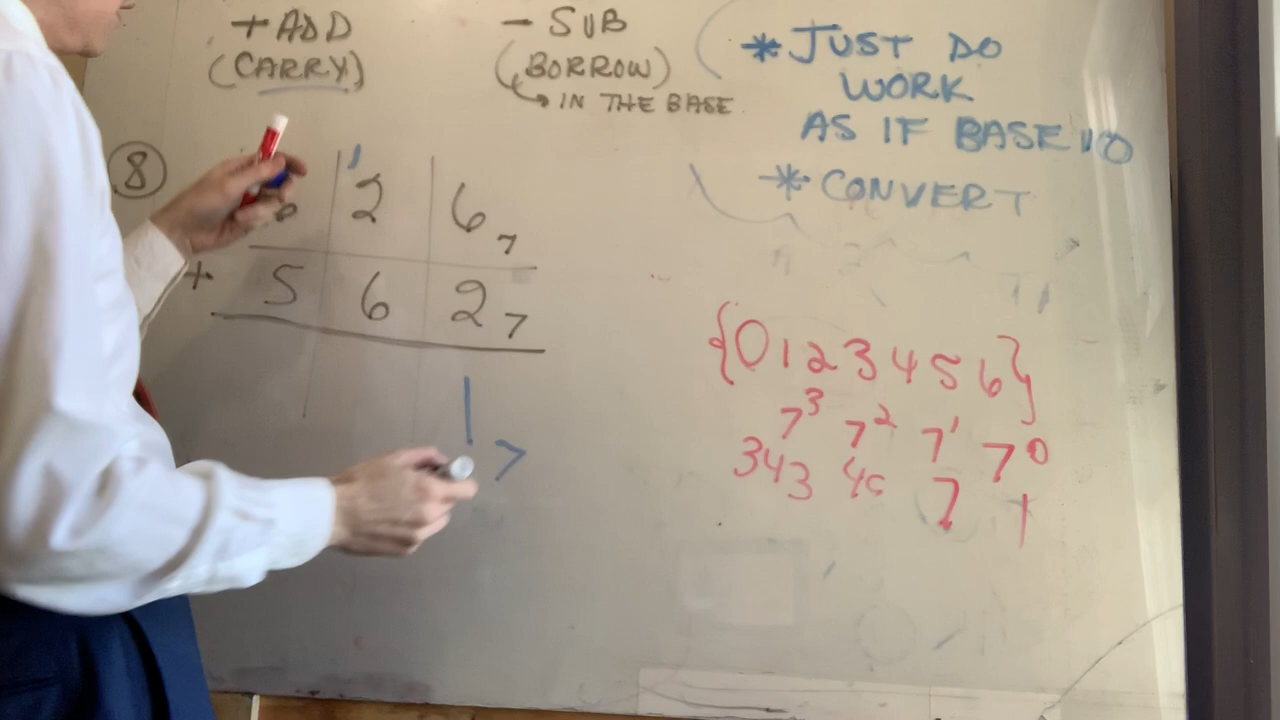 + ADD
(CARRY)
- SUB
(BORROW)
→ IN THE BASE
* JUST DO
WORK
AS IF BASE 10
* CONVERT
8
1
2 6 7
+ 5 6 2 7
1 7
{0 1 2 3 4 5 6}
7³ 7² 7¹ 7⁰
343 49 7 1